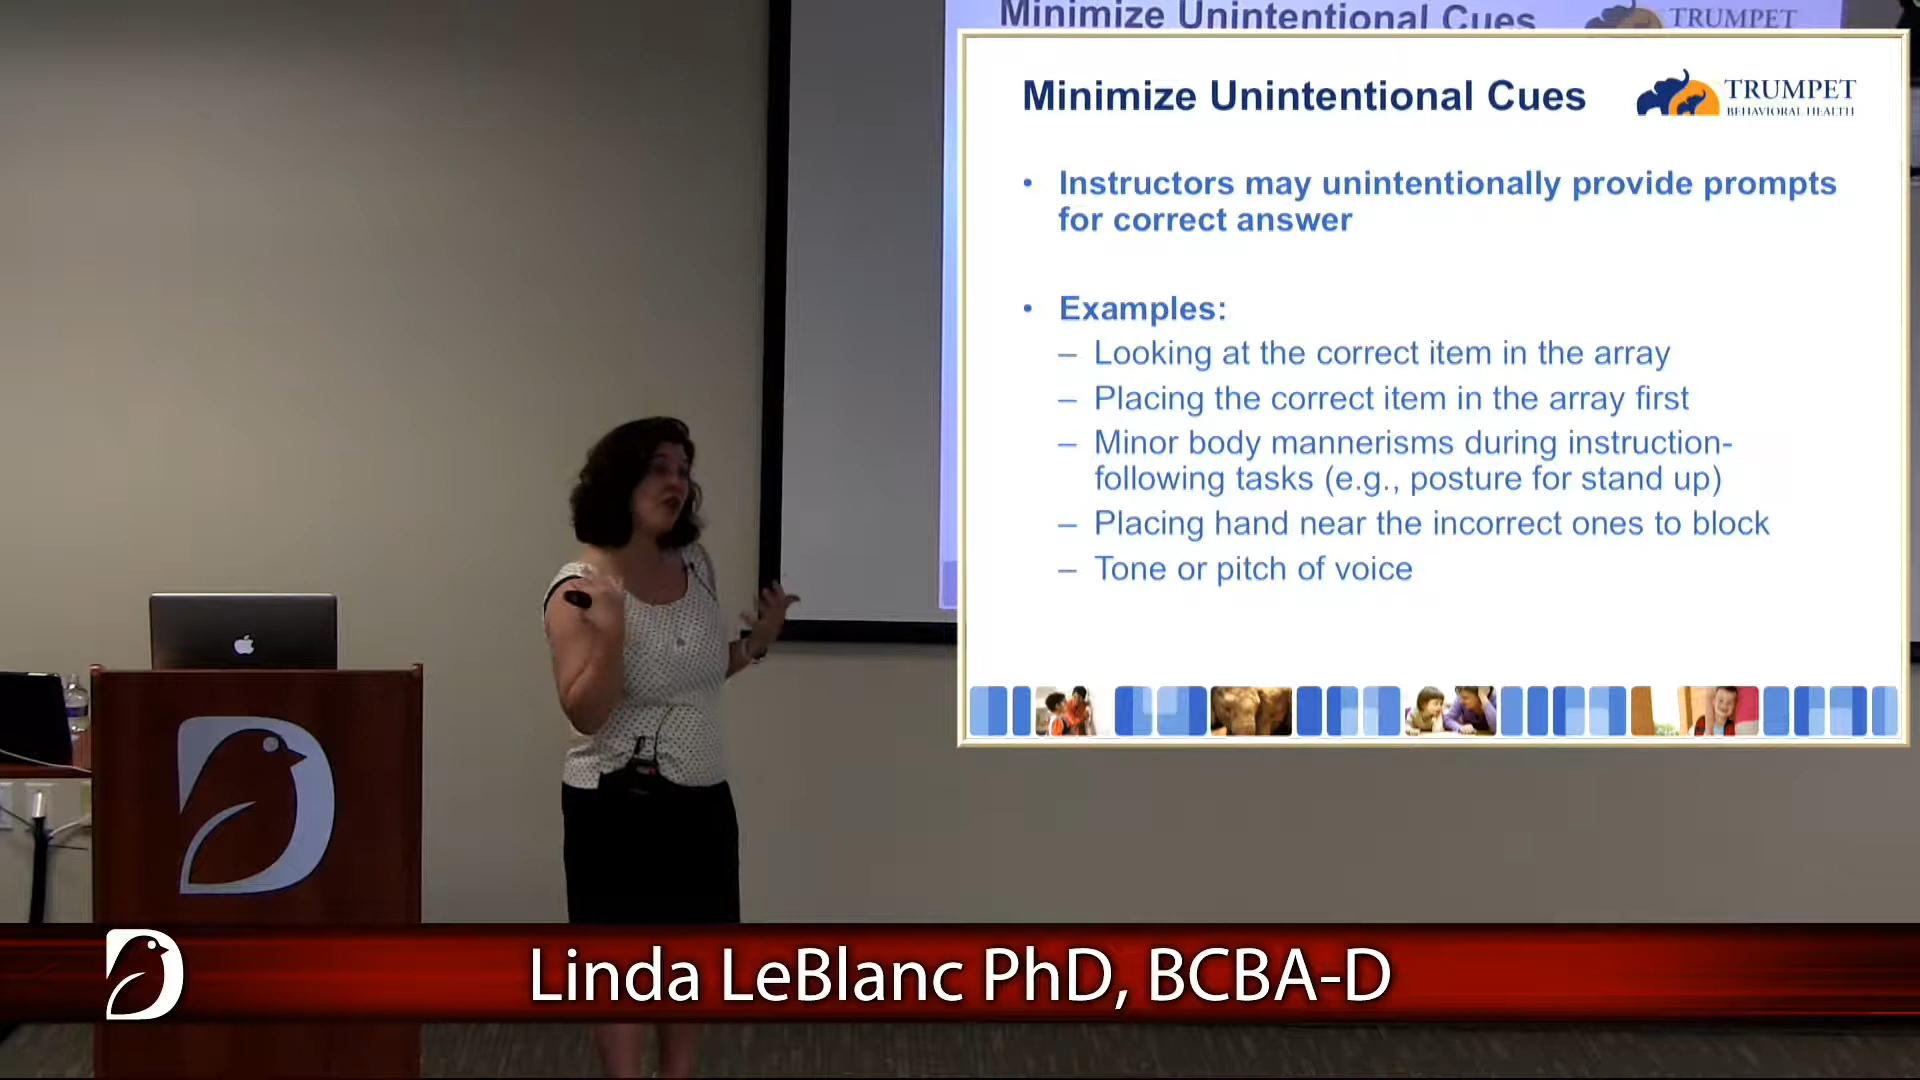 Minimize Unintentional Cues
TRUMPET
Minimize Unintentional Cues
TRUMPET
BEHAVIORAL HEALTH
• Instructors may unintentionally provide prompts
for correct answer
• Examples:
– Looking at the correct item in the array
– Placing the correct item in the array first
– Minor body mannerisms during instruction-
following tasks (e.g., posture for stand up)
– Placing hand near the incorrect ones to block
– Tone or pitch of voice
Linda LeBlanc PhD, BCBA-D